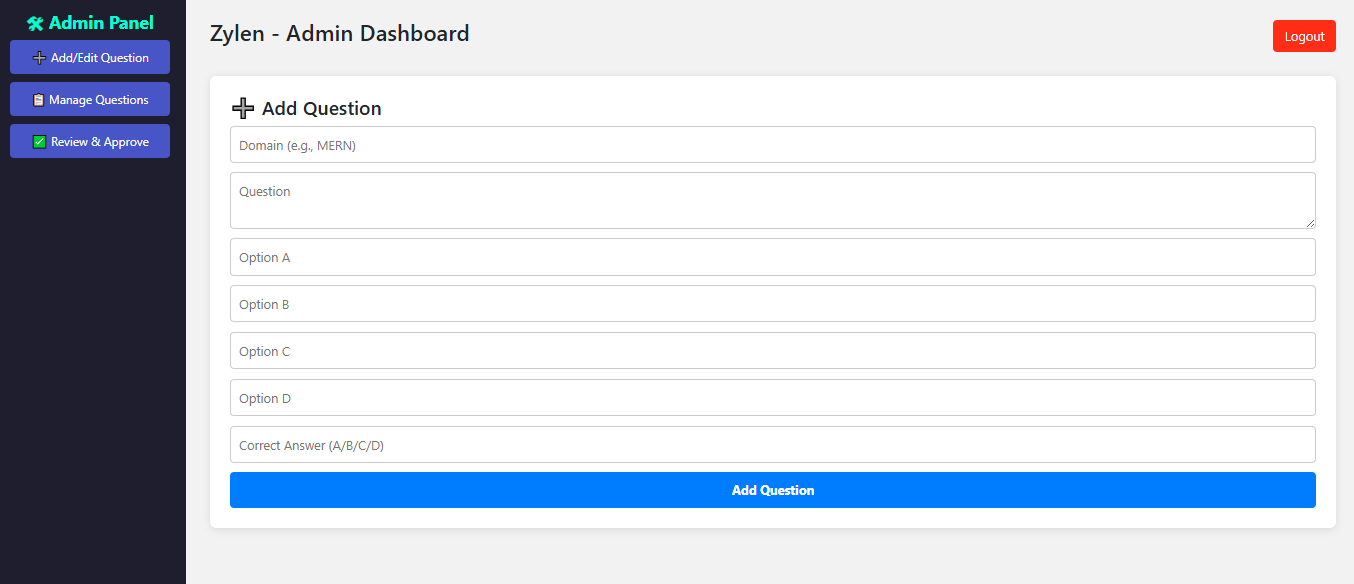 🛠 Admin Panel
➕ Add/Edit Question
📋 Manage Questions
✅ Review & Approve
Zylen - Admin Dashboard
Logout
➕ Add Question
Domain (e.g., MERN)
Question
Option A
Option B
Option C
Option D
Correct Answer (A/B/C/D)
Add Question